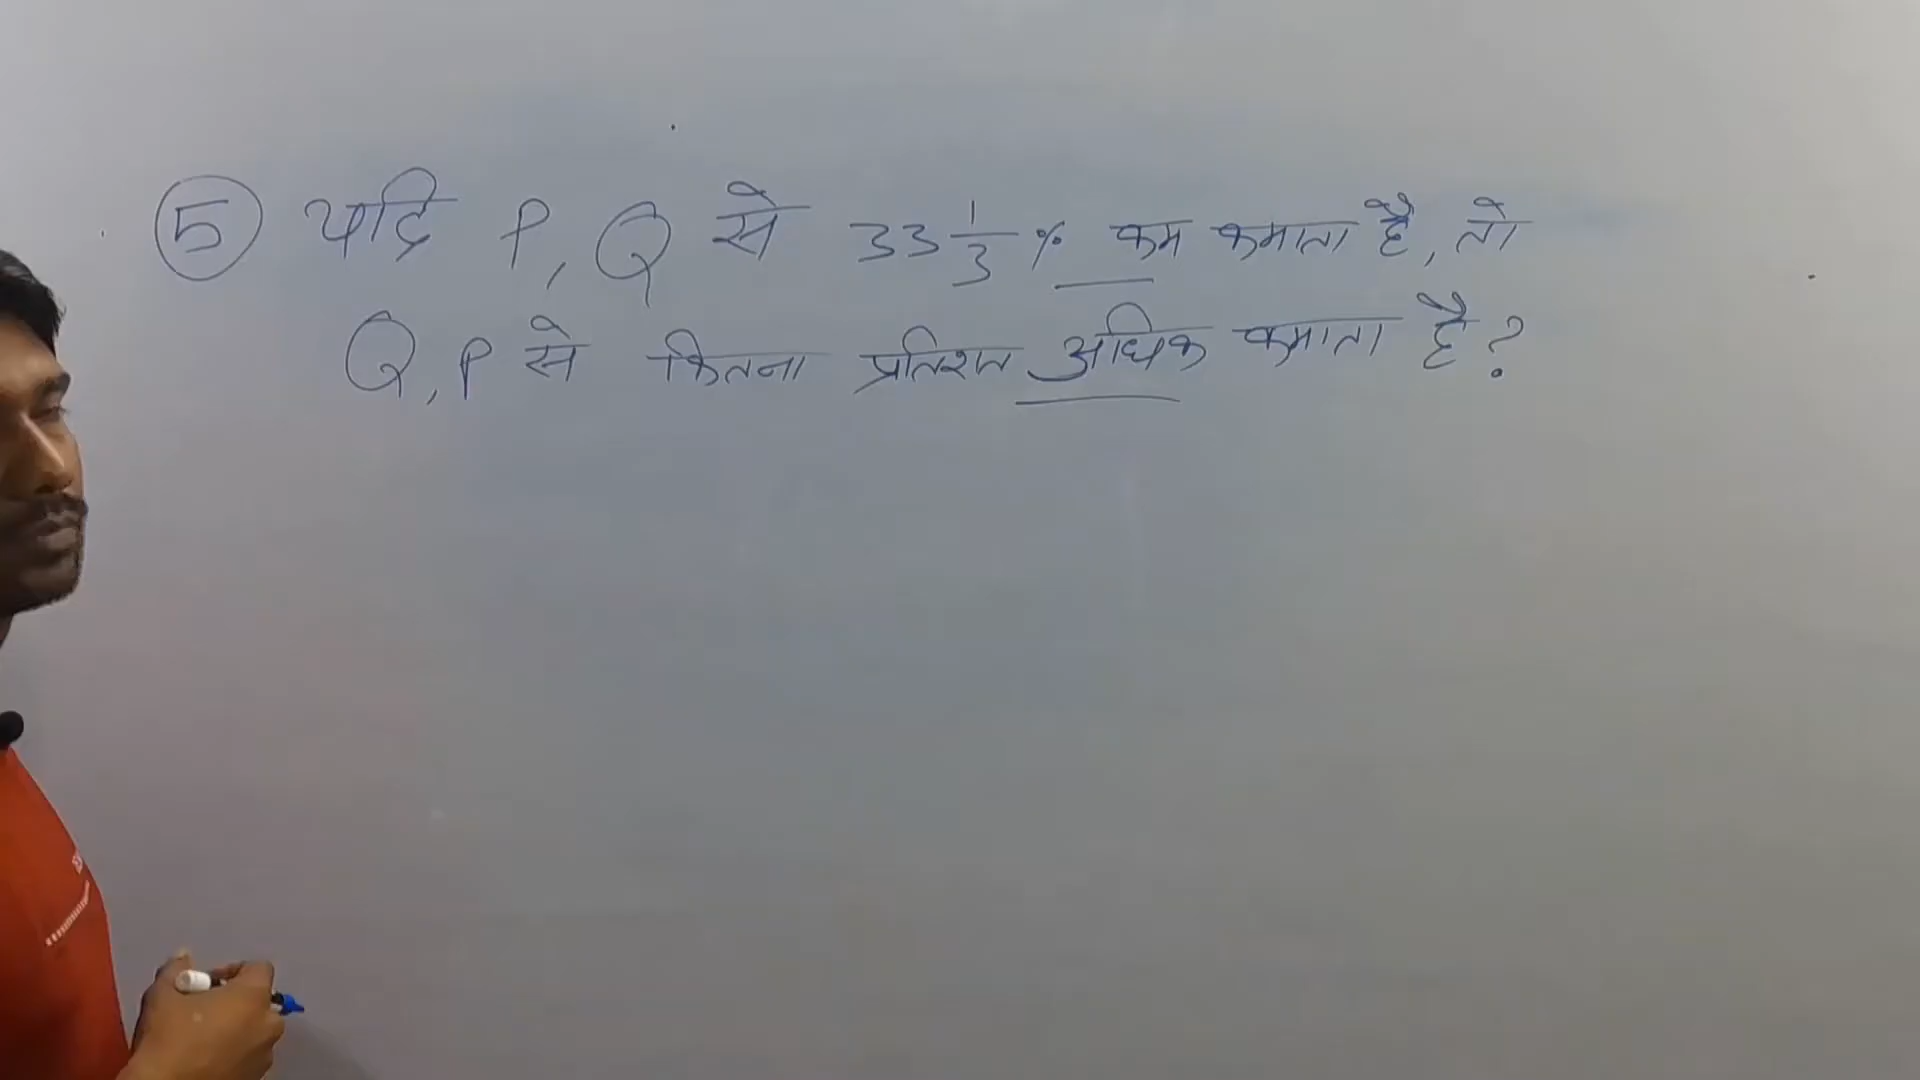 5 यदि P, Q से 33 1/3 % कम कमाता है, तो
Q, P से कितना प्रतिशत अधिक कमाता है?